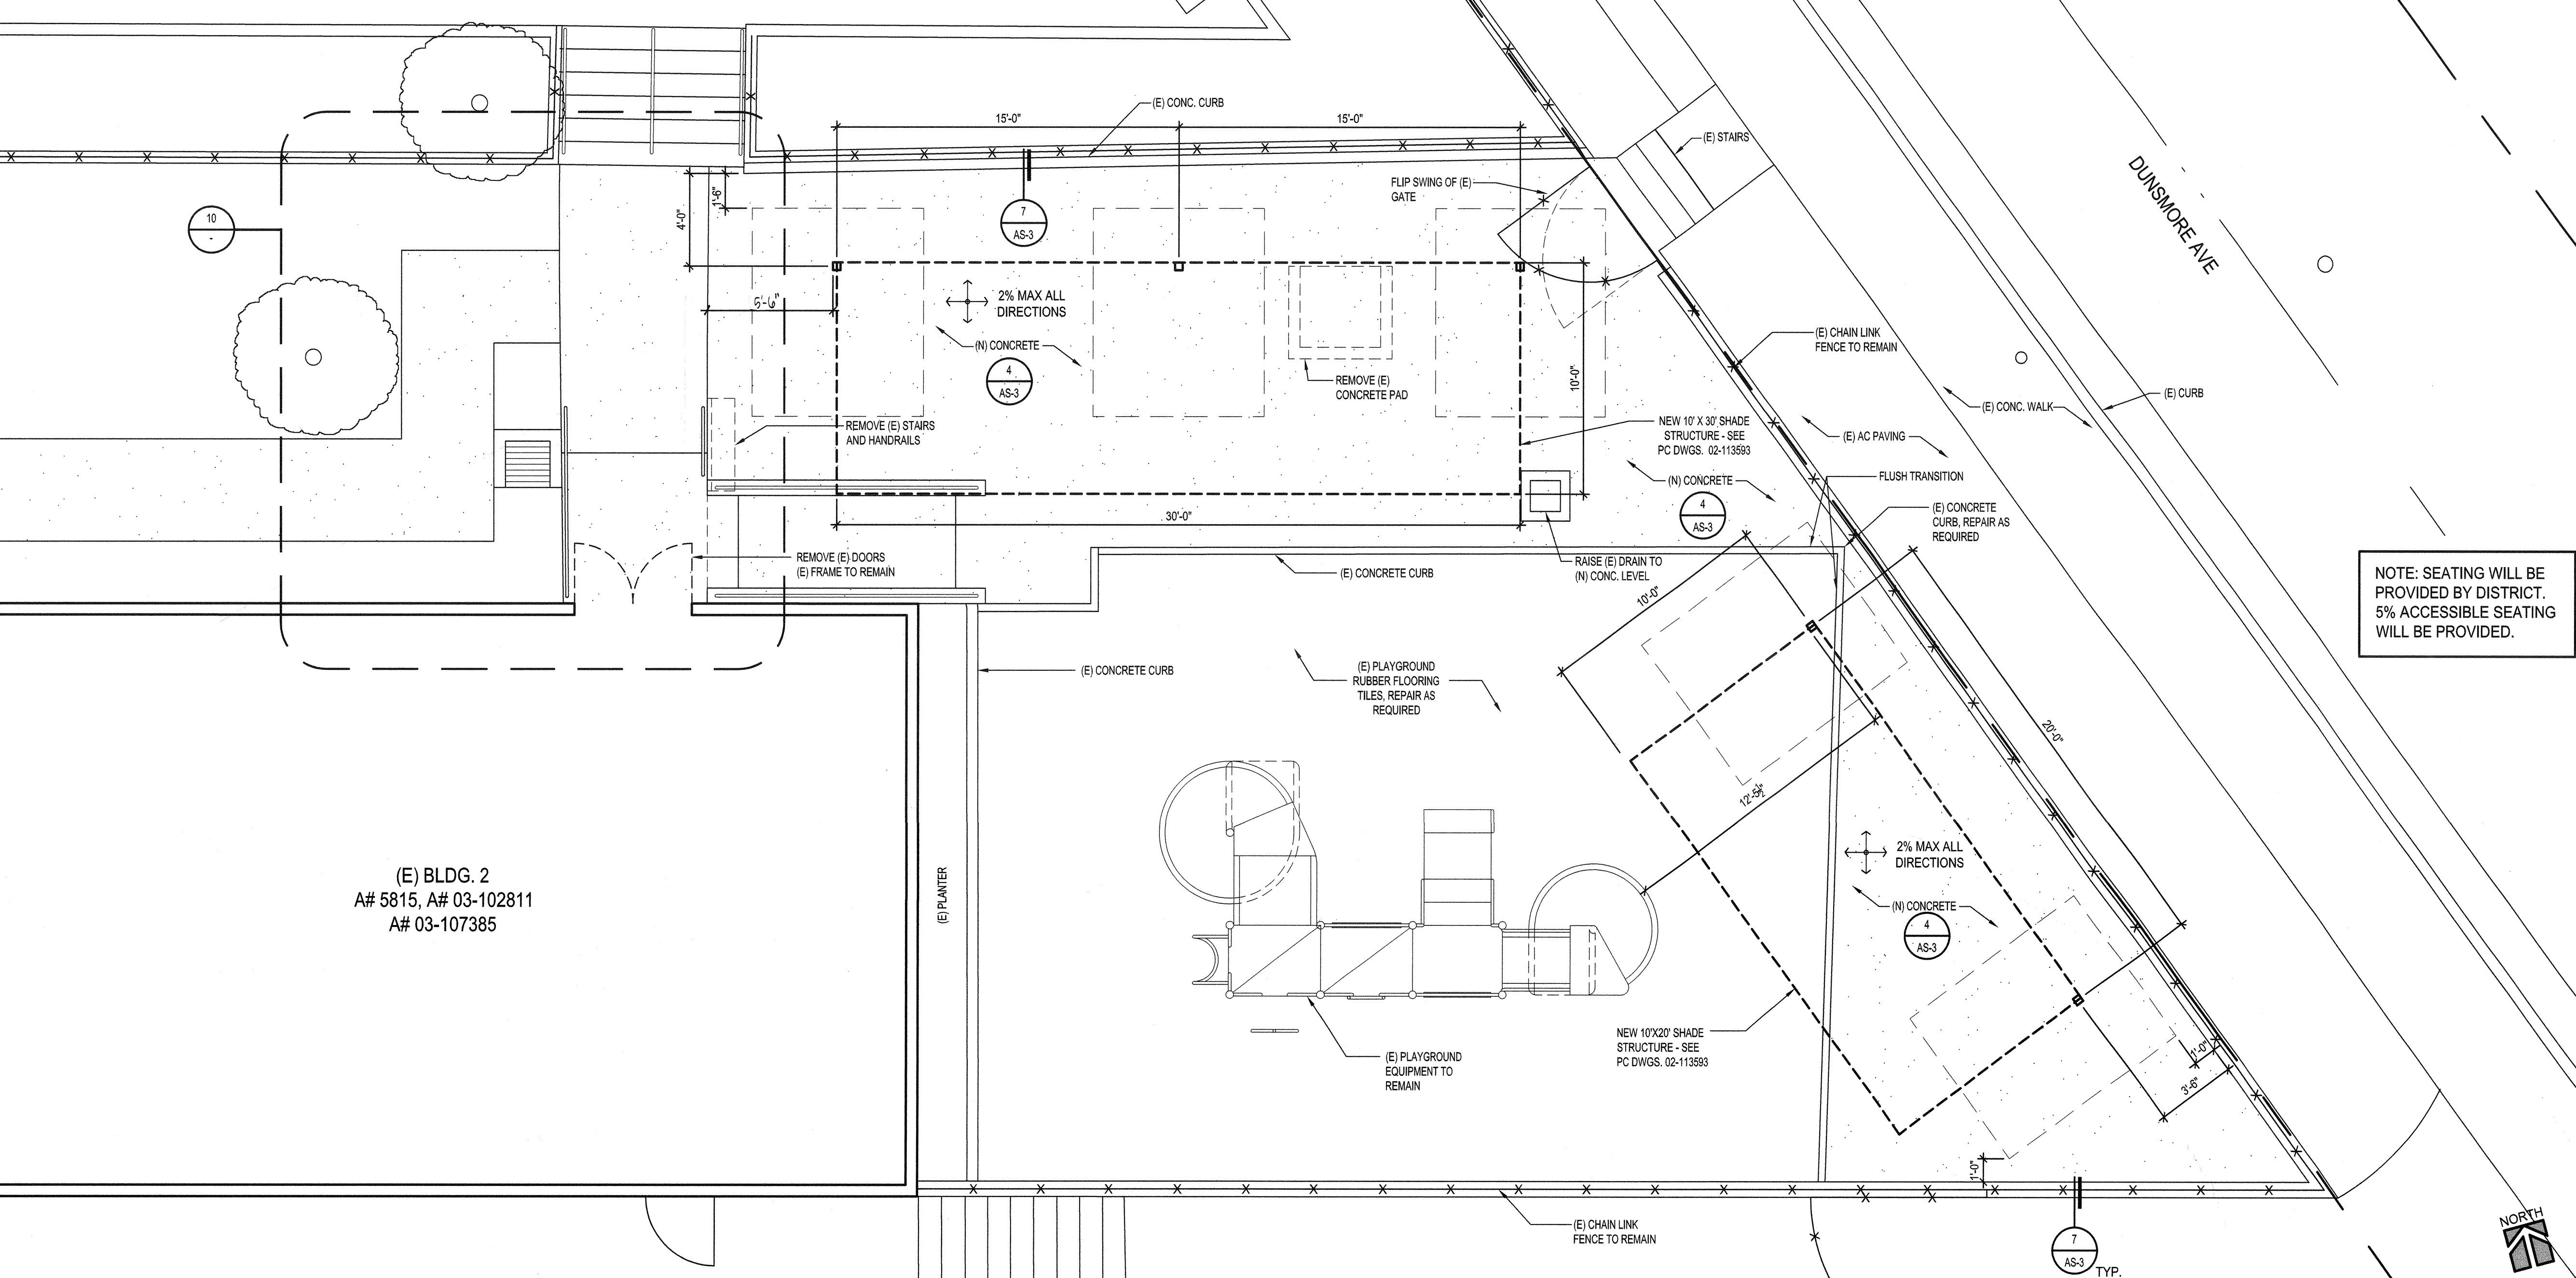 (E) CONC. CURB
15'-0"
15'-0"
(E) STAIRS
DUNSMORE AVE
FLIP SWING OF (E)
GATE
1'-6"
4'-0"
10
-
7
AS-3
5'-6"
2% MAX ALL
DIRECTIONS
(N) CONCRETE
4
AS-3
REMOVE (E)
CONCRETE PAD
10'-0"
(E) CHAIN LINK
FENCE TO REMAIN
(E) CONC. WALK
(E) CURB
REMOVE (E) STAIRS
AND HANDRAILS
NEW 10' X 30' SHADE
STRUCTURE - SEE
PC DWGS. 02-113593
(E) AC PAVING
FLUSH TRANSITION
(N) CONCRETE
4
AS-3
30'-0"
(E) CONCRETE
CURB, REPAIR AS
REQUIRED
REMOVE (E) DOORS
(E) FRAME TO REMAIN
(E) CONCRETE CURB
RAISE (E) DRAIN TO
(N) CONC. LEVEL
NOTE: SEATING WILL BE
PROVIDED BY DISTRICT.
5% ACCESSIBLE SEATING
WILL BE PROVIDED.
10'-0"
(E) CONCRETE CURB
(E) PLAYGROUND
RUBBER FLOORING
TILES, REPAIR AS
REQUIRED
20'-0"
12'-5½"
2% MAX ALL
DIRECTIONS
(E) BLDG. 2
A# 5815, A# 03-102811
A# 03-107385
(E) PLANTER
(N) CONCRETE
4
AS-3
NEW 10'X20' SHADE
STRUCTURE - SEE
PC DWGS. 02-113593
(E) PLAYGROUND
EQUIPMENT TO
REMAIN
1'-0"
3'-6"
1'-0"
(E) CHAIN LINK
FENCE TO REMAIN
7
AS-3
TYP.
NORTH